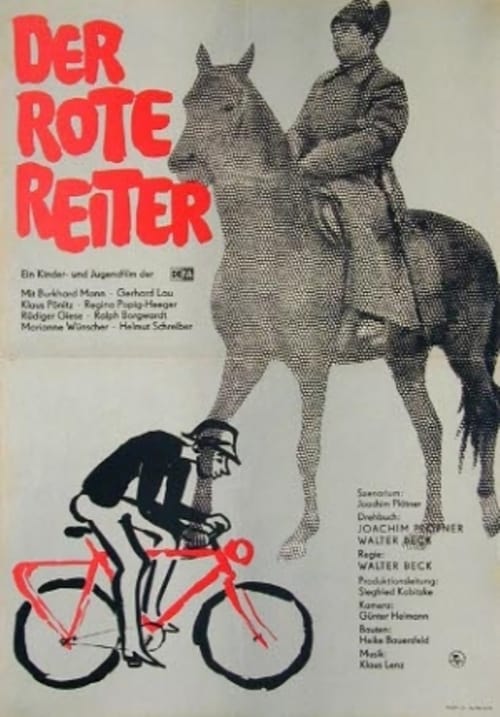 DER
ROTE
REITER
Ein Kinder- und Jugendfilm der DEFA
Mit Burkhard Mann - Gerhard Lau
Klaus Pönitz - Regina Popig-Heeger
Rüdiger Giese - Ralph Borgwardt
Marianne Wünscher - Helmut Schreiber
Szenarium:
Joachim Plötner
Drehbuch:
JOACHIM PLÖTNER
WALTER BECK
Regie:
WALTER BECK
Produktionsleitung:
Siegfried Kabitzke
Kamera:
Günter Heimann
Bauten:
Heike Bauersfeld
Musik:
Klaus Lenz